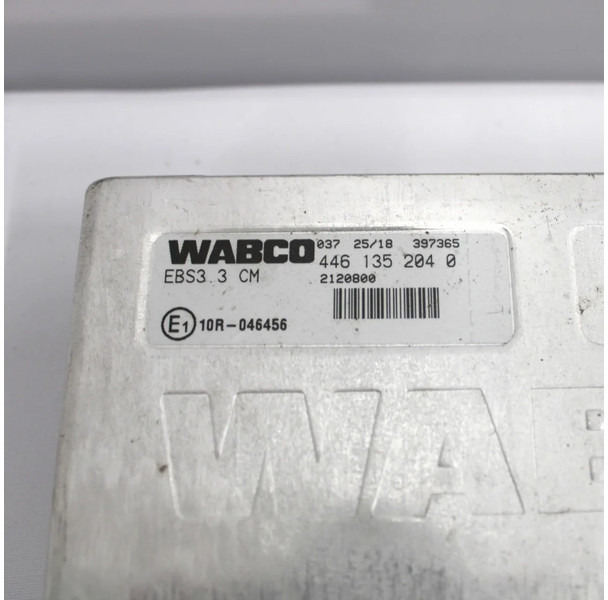 WABCO 037 25/18 397365
446 135 204 0
EBS3.3 CM 2120800
E1 10R-046456
WAB